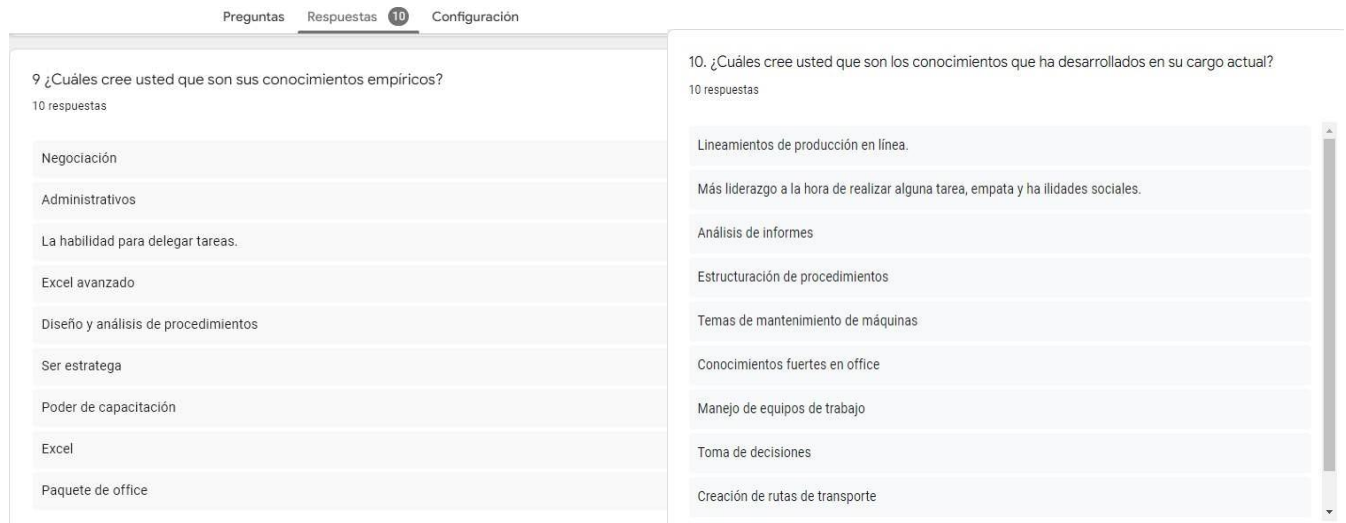 Preguntas Respuestas 10 Configuración
9 ¿Cuáles cree usted que son sus conocimientos empíricos?
10 respuestas
Negociación
Administrativos
La habilidad para delegar tareas.
Excel avanzado
Diseño y análisis de procedimientos
Ser estratega
Poder de capacitación
Excel
Paquete de office
10. ¿Cuáles cree usted que son los conocimientos que ha desarrollados en su cargo actual?
10 respuestas
Lineamientos de producción en línea.
Más liderazgo a la hora de realizar alguna tarea, empata y ha ilidades sociales.
Análisis de informes
Estructuración de procedimientos
Temas de mantenimiento de máquinas
Conocimientos fuertes en office
Manejo de equipos de trabajo
Toma de decisiones
Creación de rutas de transporte